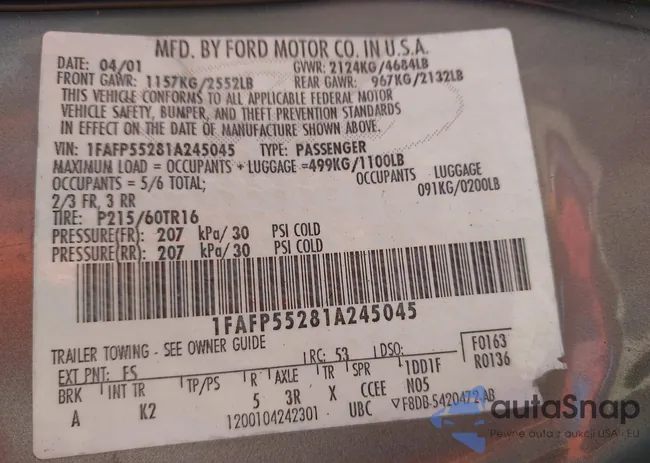 MFD. BY FORD MOTOR CO. IN U.S.A.
DATE: 04/01 GVWR: 2124KG/4684LB
FRONT GAWR: 1157KG/2552LB REAR GAWR: 967KG/2132LB
THIS VEHICLE CONFORMS TO ALL APPLICABLE FEDERAL MOTOR
VEHICLE SAFETY, BUMPER, AND THEFT PREVENTION STANDARDS
IN EFFECT ON THE DATE OF MANUFACTURE SHOWN ABOVE.
VIN: 1FAFP55281A245045 TYPE: PASSENGER
MAXIMUM LOAD = OCCUPANTS + LUGGAGE =499KG/1100LB
OCCUPANTS = 5/6 TOTAL; OCCUPANTS LUGGAGE
2/3 FR, 3 RR 091KG/0200LB
TIRE: P215/60TR16
PRESSURE(FR): 207 kPa/ 30 PSI COLD
PRESSURE(RR): 207 kPa/ 30 PSI COLD
1FAFP55281A245045
TRAILER TOWING - SEE OWNER GUIDE
EXT PNT: FS RC: 53 DSO: F0163
BRK INT TR TP/PS R AXLE TR SPR 1DD1F R0136
A K2 5 3R X CCEE N05
1200104242301 UBC ▽F8DB-5420472-AB
autaSnap
Pewne auta z aukcji USA i EU